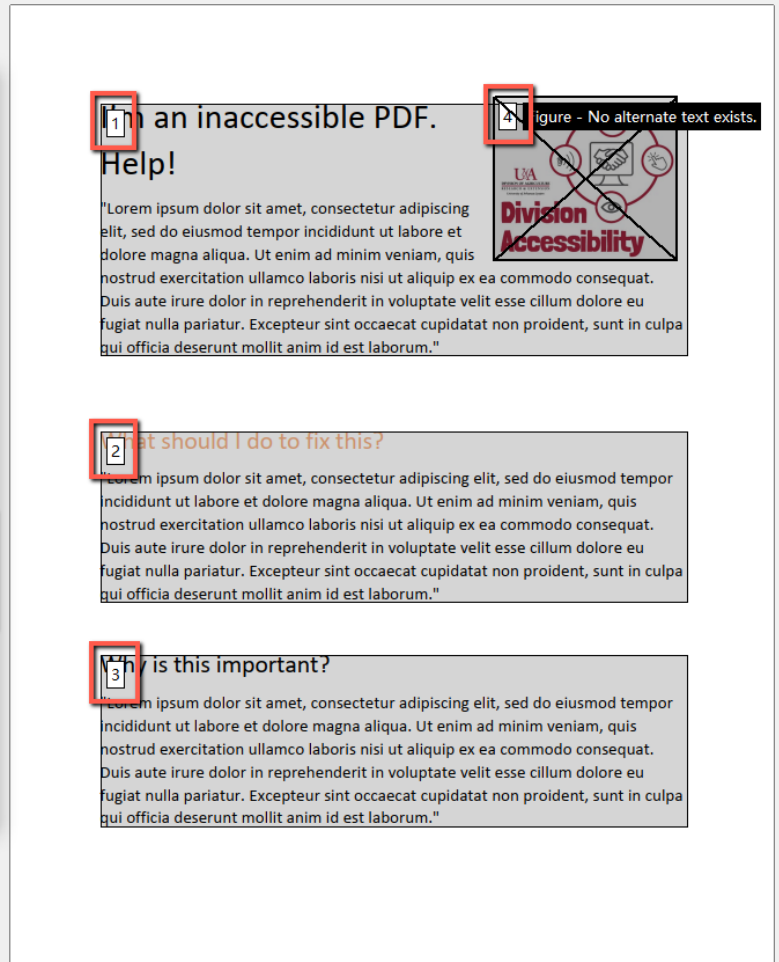 1
I'm an inaccessible PDF.
Help!
4
Figure - No alternate text exists.
UA
DIVISION OF AGRICULTURE
RESEARCH & EXTENSION
Division
Accessibility
"Lorem ipsum dolor sit amet, consectetur adipiscing
elit, sed do eiusmod tempor incididunt ut labore et
dolore magna aliqua. Ut enim ad minim veniam, quis
nostrud exercitation ullamco laboris nisi ut aliquip ex ea commodo consequat.
Duis aute irure dolor in reprehenderit in voluptate velit esse cillum dolore eu
fugiat nulla pariatur. Excepteur sint occaecat cupidatat non proident, sunt in culpa
qui officia deserunt mollit anim id est laborum."
2
What should I do to fix this?
"Lorem ipsum dolor sit amet, consectetur adipiscing elit, sed do eiusmod tempor
incididunt ut labore et dolore magna aliqua. Ut enim ad minim veniam, quis
nostrud exercitation ullamco laboris nisi ut aliquip ex ea commodo consequat.
Duis aute irure dolor in reprehenderit in voluptate velit esse cillum dolore eu
fugiat nulla pariatur. Excepteur sint occaecat cupidatat non proident, sunt in culpa
qui officia deserunt mollit anim id est laborum."
3
Why is this important?
"Lorem ipsum dolor sit amet, consectetur adipiscing elit, sed do eiusmod tempor
incididunt ut labore et dolore magna aliqua. Ut enim ad minim veniam, quis
nostrud exercitation ullamco laboris nisi ut aliquip ex ea commodo consequat.
Duis aute irure dolor in reprehenderit in voluptate velit esse cillum dolore eu
fugiat nulla pariatur. Excepteur sint occaecat cupidatat non proident, sunt in culpa
qui officia deserunt mollit anim id est laborum."